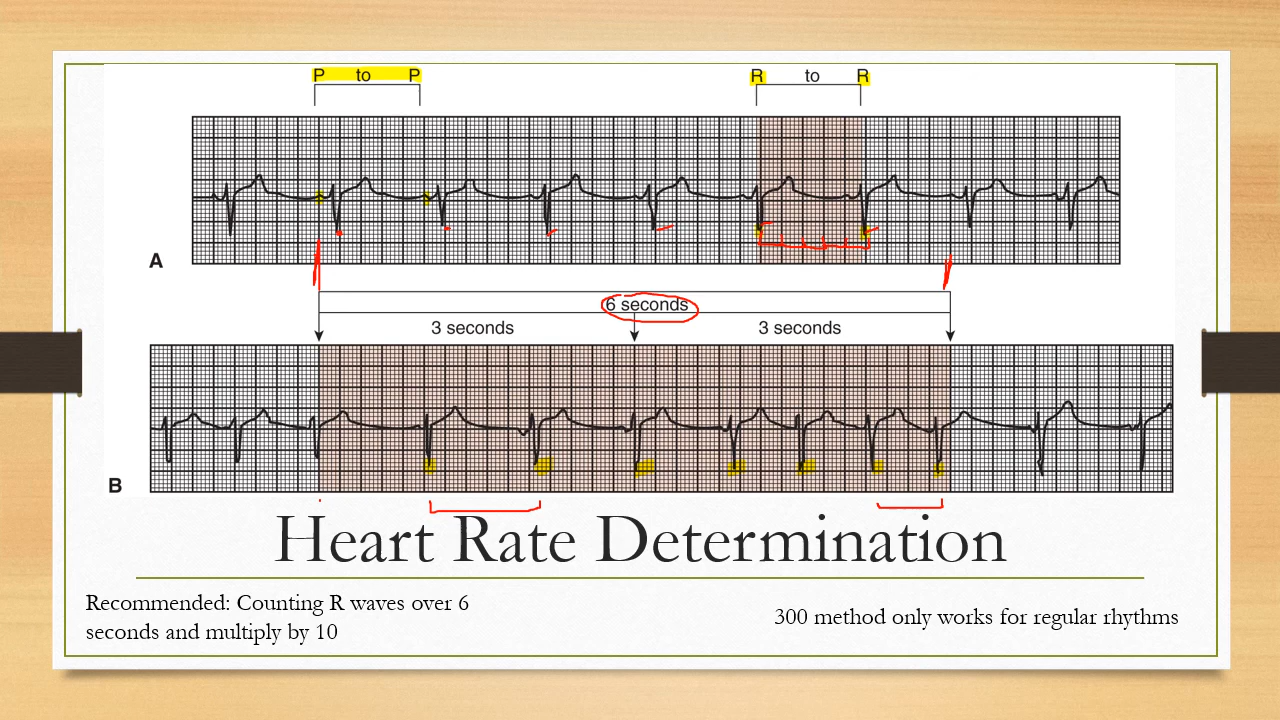 P to P
R to R
A
6 seconds
3 seconds
3 seconds
B
Heart Rate Determination
Recommended: Counting R waves over 6
seconds and multiply by 10
300 method only works for regular rhythms